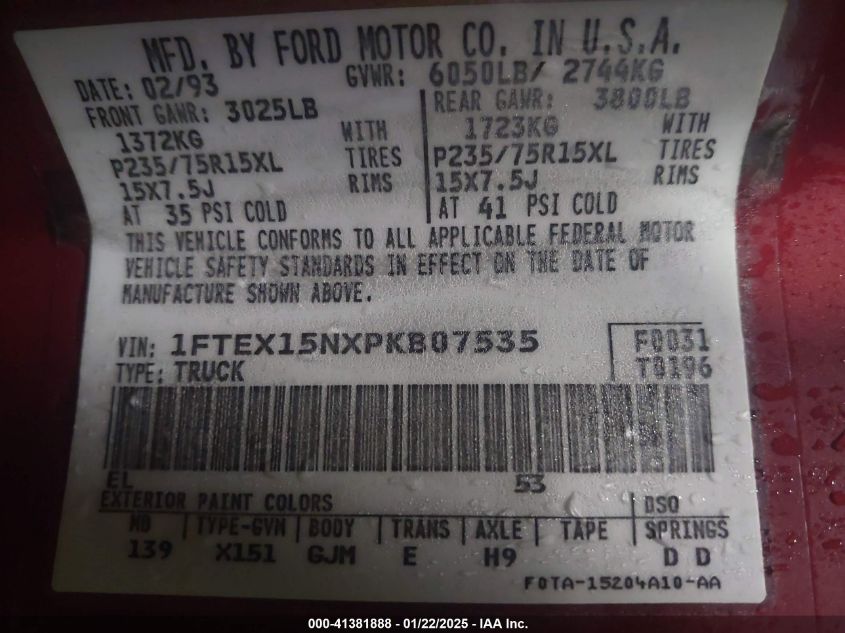 MFD. BY FORD MOTOR CO. IN U.S.A.
DATE: 02/93 GVWR: 6050LB/ 2744KG
FRONT GAWR: 3025LB REAR GAWR: 3800LB
1372KG WITH 1723KG WITH
P235/75R15XL TIRES P235/75R15XL TIRES
15X7.5J RIMS 15X7.5J RIMS
AT 35 PSI COLD AT 41 PSI COLD
THIS VEHICLE CONFORMS TO ALL APPLICABLE FEDERAL MOTOR
VEHICLE SAFETY STANDARDS IN EFFECT ON THE DATE OF
MANUFACTURE SHOWN ABOVE.
VIN: 1FTEX15NXPKB07535 F0031
TYPE: TRUCK T0196
EL 53
EXTERIOR PAINT COLORS DSO
WB TYPE-GVW BODY TRANS AXLE TAPE SPRINGS
139 X151 GJM E H9 D D
F0TA-15204A10-AA
000-41381888 - 01/22/2025 - IAA Inc.